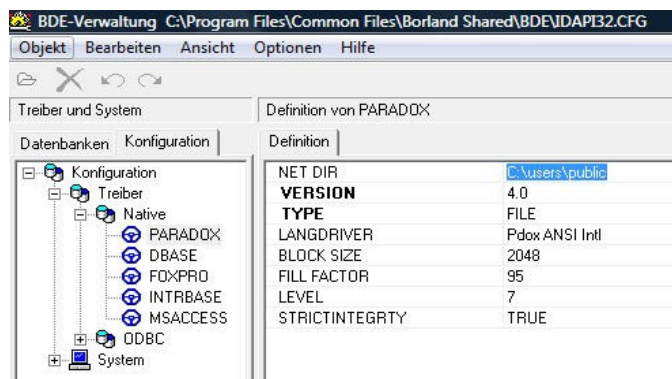 BDE-Verwaltung C:\Program Files\Common Files\Borland Shared\BDE\IDAPI32.CFG
Objekt Bearbeiten Ansicht Optionen Hilfe
Treiber und System Definition von PARADOX
Datenbanken Konfiguration Definition
Konfiguration NET DIR C:\users\public
Treiber VERSION 4.0
Native TYPE FILE
PARADOX LANGDRIVER Pdox ANSI Intl
DBASE BLOCK SIZE 2048
FOXPRO FILL FACTOR 95
INTRBASE LEVEL 7
MSACCESS STRICTINTEGRTY TRUE
ODBC
System